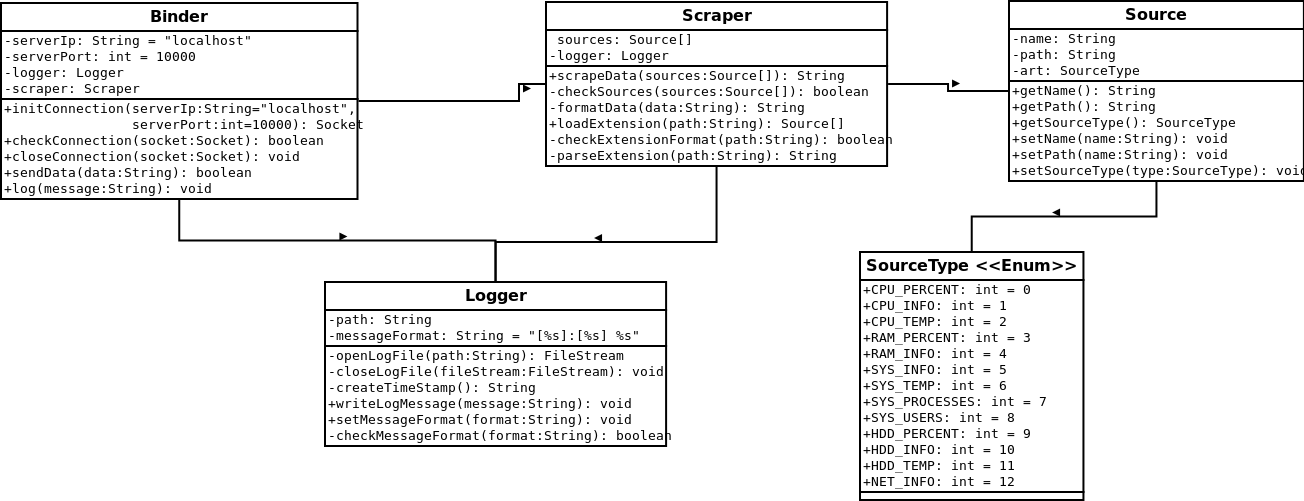 Binder
-serverIp: String = "localhost"
-serverPort: int = 10000
-logger: Logger
-scraper: Scraper
+initConnection(serverIp:String="localhost",
serverPort:int=10000): Socket
+checkConnection(socket:Socket): boolean
+closeConnection(socket:Socket): void
+sendData(data:String): boolean
+log(message:String): void
Scraper
sources: Source[]
-logger: Logger
+scrapeData(sources:Source[]): String
-checkSources(sources:Source[]): boolean
-formatData(data:String): String
+loadExtension(path:String): Source[]
-checkExtensionFormat(path:String): boolean
-parseExtension(path:String): String
Source
-name: String
-path: String
-art: SourceType
+getName(): String
+getPath(): String
+getSourceType(): SourceType
+setName(name:String): void
+setPath(name:String): void
+setSourceType(type:SourceType): void
Logger
-path: String
-messageFormat: String = "[%s]:[%s] %s"
-openLogFile(path:String): FileStream
-closeLogFile(fileStream:FileStream): void
-createTimeStamp(): String
+writeLogMessage(message:String): void
+setMessageFormat(format:String): void
-checkMessageFormat(format:String): boolean
SourceType <<Enum>>
+CPU_PERCENT: int = 0
+CPU_INFO: int = 1
+CPU_TEMP: int = 2
+RAM_PERCENT: int = 3
+RAM_INFO: int = 4
+SYS_INFO: int = 5
+SYS_TEMP: int = 6
+SYS_PROCESSES: int = 7
+SYS_USERS: int = 8
+HDD_PERCENT: int = 9
+HDD_INFO: int = 10
+HDD_TEMP: int = 11
+NET_INFO: int = 12